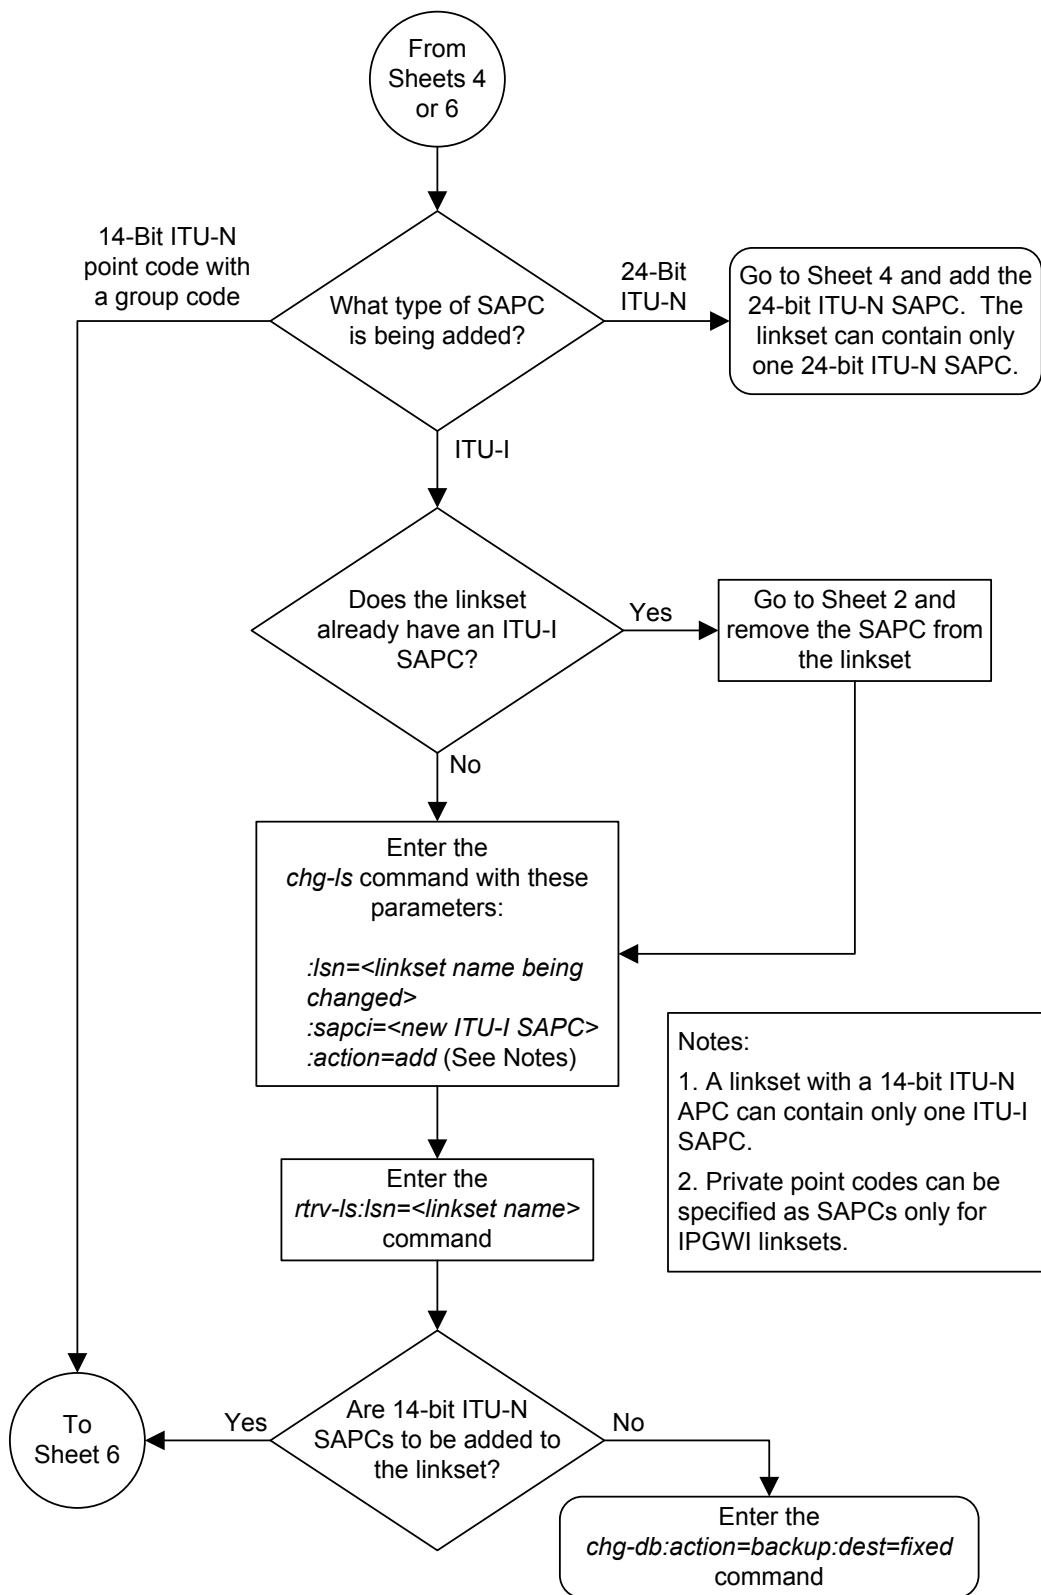 From
Sheets 4
or 6
14-Bit ITU-N
point code with
a group code
What type of SAPC
is being added?
24-Bit
ITU-N
Go to Sheet 4 and add the
24-bit ITU-N SAPC.  The
linkset can contain only
one 24-bit ITU-N SAPC.
ITU-I
Does the linkset
already have an ITU-I
SAPC?
Yes
Go to Sheet 2 and
remove the SAPC from
the linkset
No
Enter the
chg-ls command with these
parameters:
:lsn=<linkset name being
changed>
:sapci=<new ITU-I SAPC>
:action=add (See Notes)
Notes:
1. A linkset with a 14-bit ITU-N
APC can contain only one ITU-I
SAPC.
2. Private point codes can be
specified as SAPCs only for
IPGWI linksets.
Enter the
rtrv-ls:lsn=<linkset name>
command
Are 14-bit ITU-N
SAPCs to be added to
the linkset?
Yes
To
Sheet 6
No
Enter the
chg-db:action=backup:dest=fixed
command